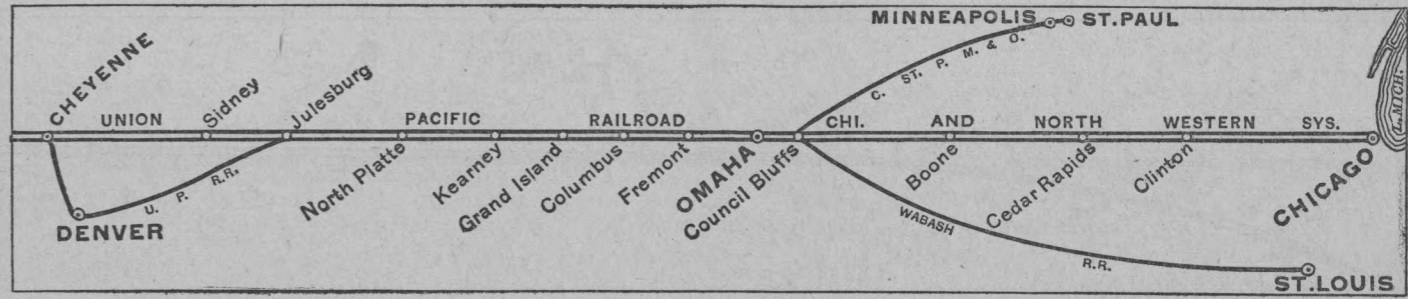 MINNEAPOLIS ST. PAUL
C. ST. P. M. & O.
L. MICH.
CHEYENNE
Sidney
Julesburg
UNION PACIFIC RAILROAD
CHI. AND NORTH WESTERN SYS.
North Platte
Kearney
Grand Island
Columbus
Fremont
OMAHA
Council Bluffs
Boone
Cedar Rapids
Clinton
CHICAGO
U. P. R.R.
DENVER
WABASH R.R.
ST. LOUIS